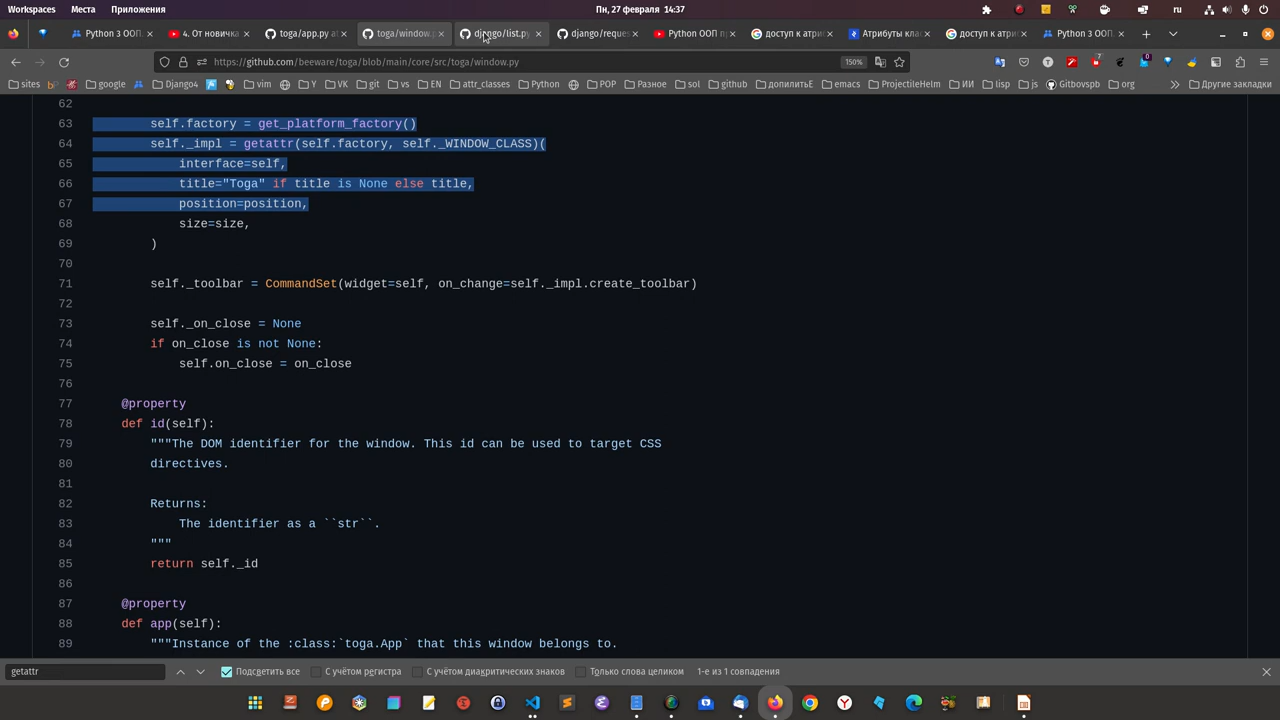 Workspaces Места Приложения Пн, 27 февраля 14:37 ru
Python 3 ООП 4. От новичка toga/app.py at toga/window.p django/list.py django/reque Python ООП п доступ к атри Атрибуты кла доступ к атри Python 3 ООП
https://github.com/beeware/toga/blob/main/core/src/toga/window.py 150%
sites google Django4 vim Y VK git vs EN attr_classes Python POP Разное sol github допилитьЕ emacs ProjectileHelm ИИ lisp js Gitbovspb org Другие закладки
62
63 self.factory = get_platform_factory()
64 self._impl = getattr(self.factory, self._WINDOW_CLASS)(
65 interface=self,
66 title="Toga" if title is None else title,
67 position=position,
68 size=size,
69 )
70
71 self._toolbar = CommandSet(widget=self, on_change=self._impl.create_toolbar)
72
73 self._on_close = None
74 if on_close is not None:
75 self.on_close = on_close
76
77 @property
78 def id(self):
79 """The DOM identifier for the window. This id can be used to target CSS
80 directives.
81
82 Returns:
83 The identifier as a ``str``.
84 """
85 return self._id
86
87 @property
88 def app(self):
89 """Instance of the :class:`toga.App` that this window belongs to.
getattr Подсветить все С учётом регистра С учётом диакритических знаков Только слова целиком 1-е из 1 совпадения